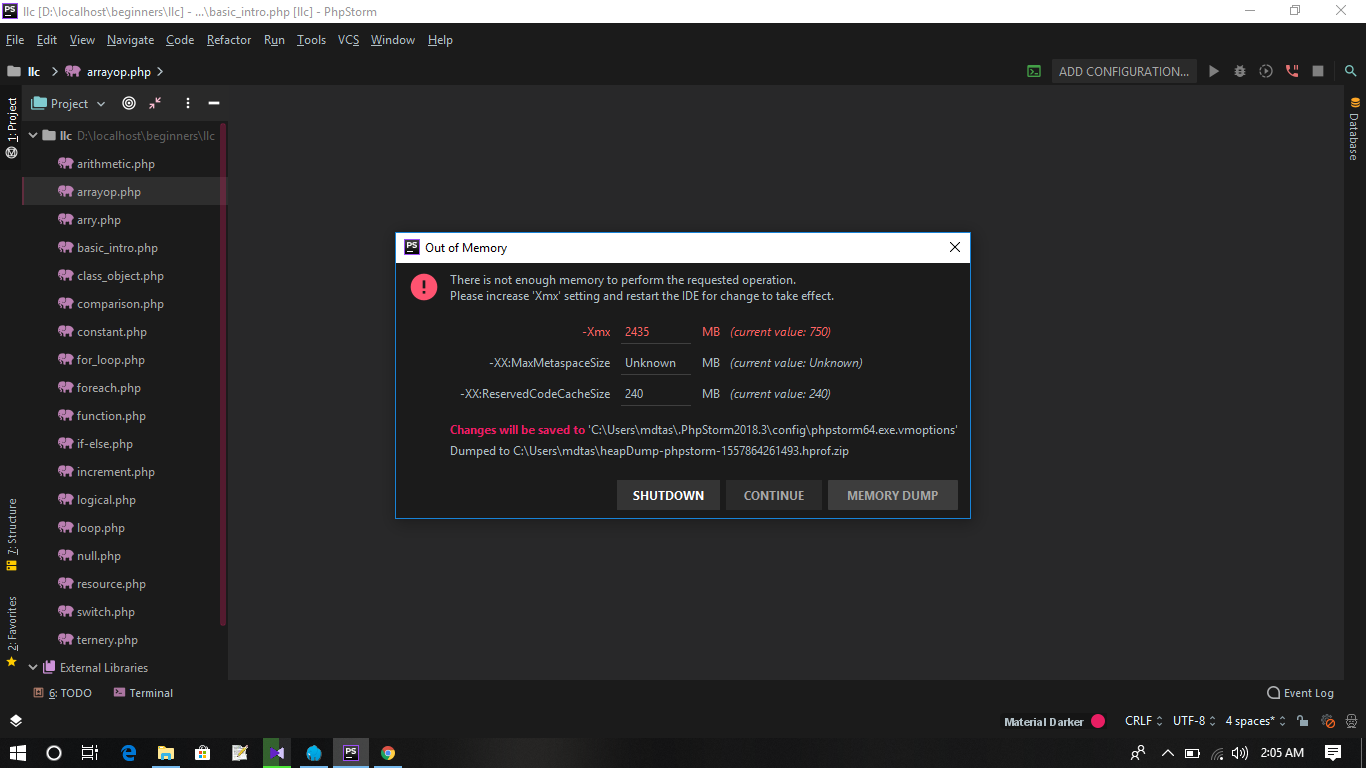 PS llc [D:\localhost\beginners\llc] - ...\basic_intro.php [llc] - PhpStorm
File Edit View Navigate Code Refactor Run Tools VCS Window Help
llc arrayop.php ADD CONFIGURATION...
1: Project
Project
llc D:\localhost\beginners\llc
arithmetic.php
arrayop.php
arry.php
basic_intro.php
class_object.php
comparison.php
constant.php
for_loop.php
foreach.php
function.php
if-else.php
increment.php
logical.php
loop.php
null.php
resource.php
switch.php
ternery.php
External Libraries
7: Structure
2: Favorites
Database
PS Out of Memory
There is not enough memory to perform the requested operation.
Please increase 'Xmx' setting and restart the IDE for change to take effect.
-Xmx 2435 MB (current value: 750)
-XX:MaxMetaspaceSize Unknown MB (current value: Unknown)
-XX:ReservedCodeCacheSize 240 MB (current value: 240)
Changes will be saved to 'C:\Users\mdtas\.PhpStorm2018.3\config\phpstorm64.exe.vmoptions'
Dumped to C:\Users\mdtas\heapDump-phpstorm-1557864261493.hprof.zip
SHUTDOWN CONTINUE MEMORY DUMP
6: TODO Terminal Event Log
Material Darker CRLF UTF-8 4 spaces*
PS 2:05 AM